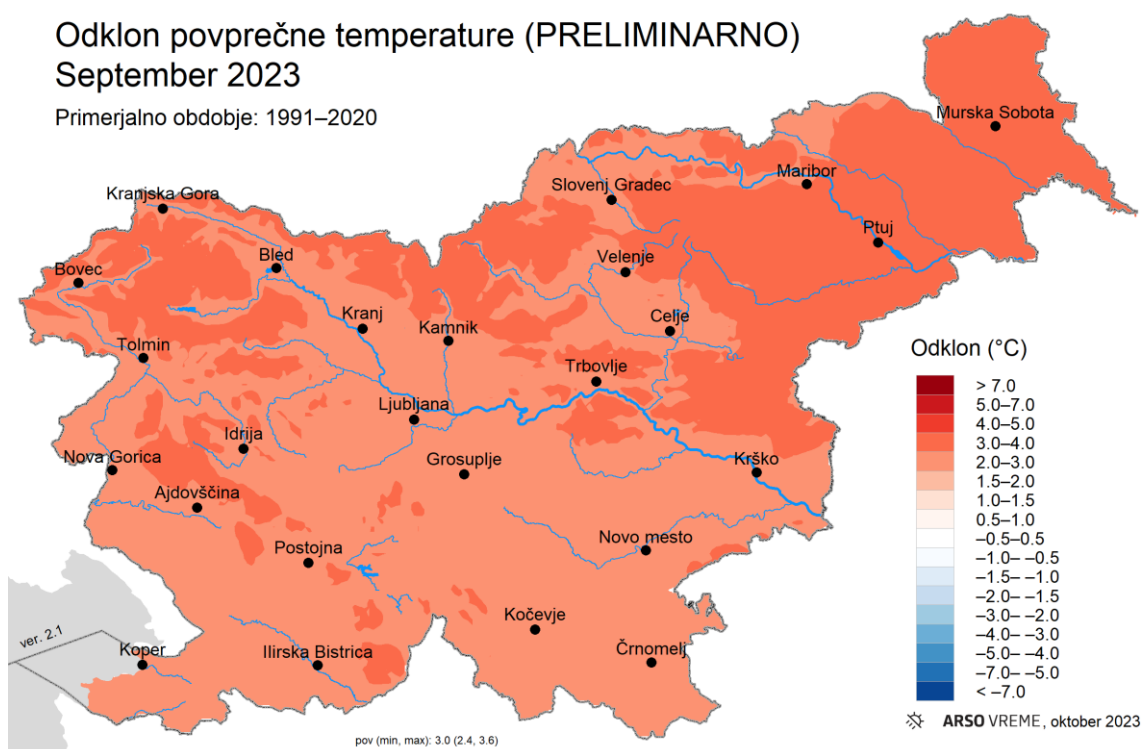 Odklon povprečne temperature (PRELIMINARNO)
September 2023
Primerjalno obdobje: 1991–2020
Murska Sobota
Maribor
Slovenj Gradec
Kranjska Gora
Ptuj
Bled
Velenje
Bovec
Kranj
Kamnik
Celje
Tolmin
Trbovlje
Ljubljana
Idrija
Nova Gorica
Grosuplje
Krško
Ajdovščina
Novo mesto
Postojna
Kočevje
ver. 2.1
Koper
Ilirska Bistrica
Črnomelj
Odklon (°C)
> 7.0
5.0–7.0
4.0–5.0
3.0–4.0
2.0–3.0
1.5–2.0
1.0–1.5
0.5–1.0
–0.5–0.5
–1.0– –0.5
–1.5– –1.0
–2.0– –1.5
–3.0– –2.0
–4.0– –3.0
–5.0– –4.0
–7.0– –5.0
< –7.0
ARSO VREME, oktober 2023
pov (min, max): 3.0 (2.4, 3.6)